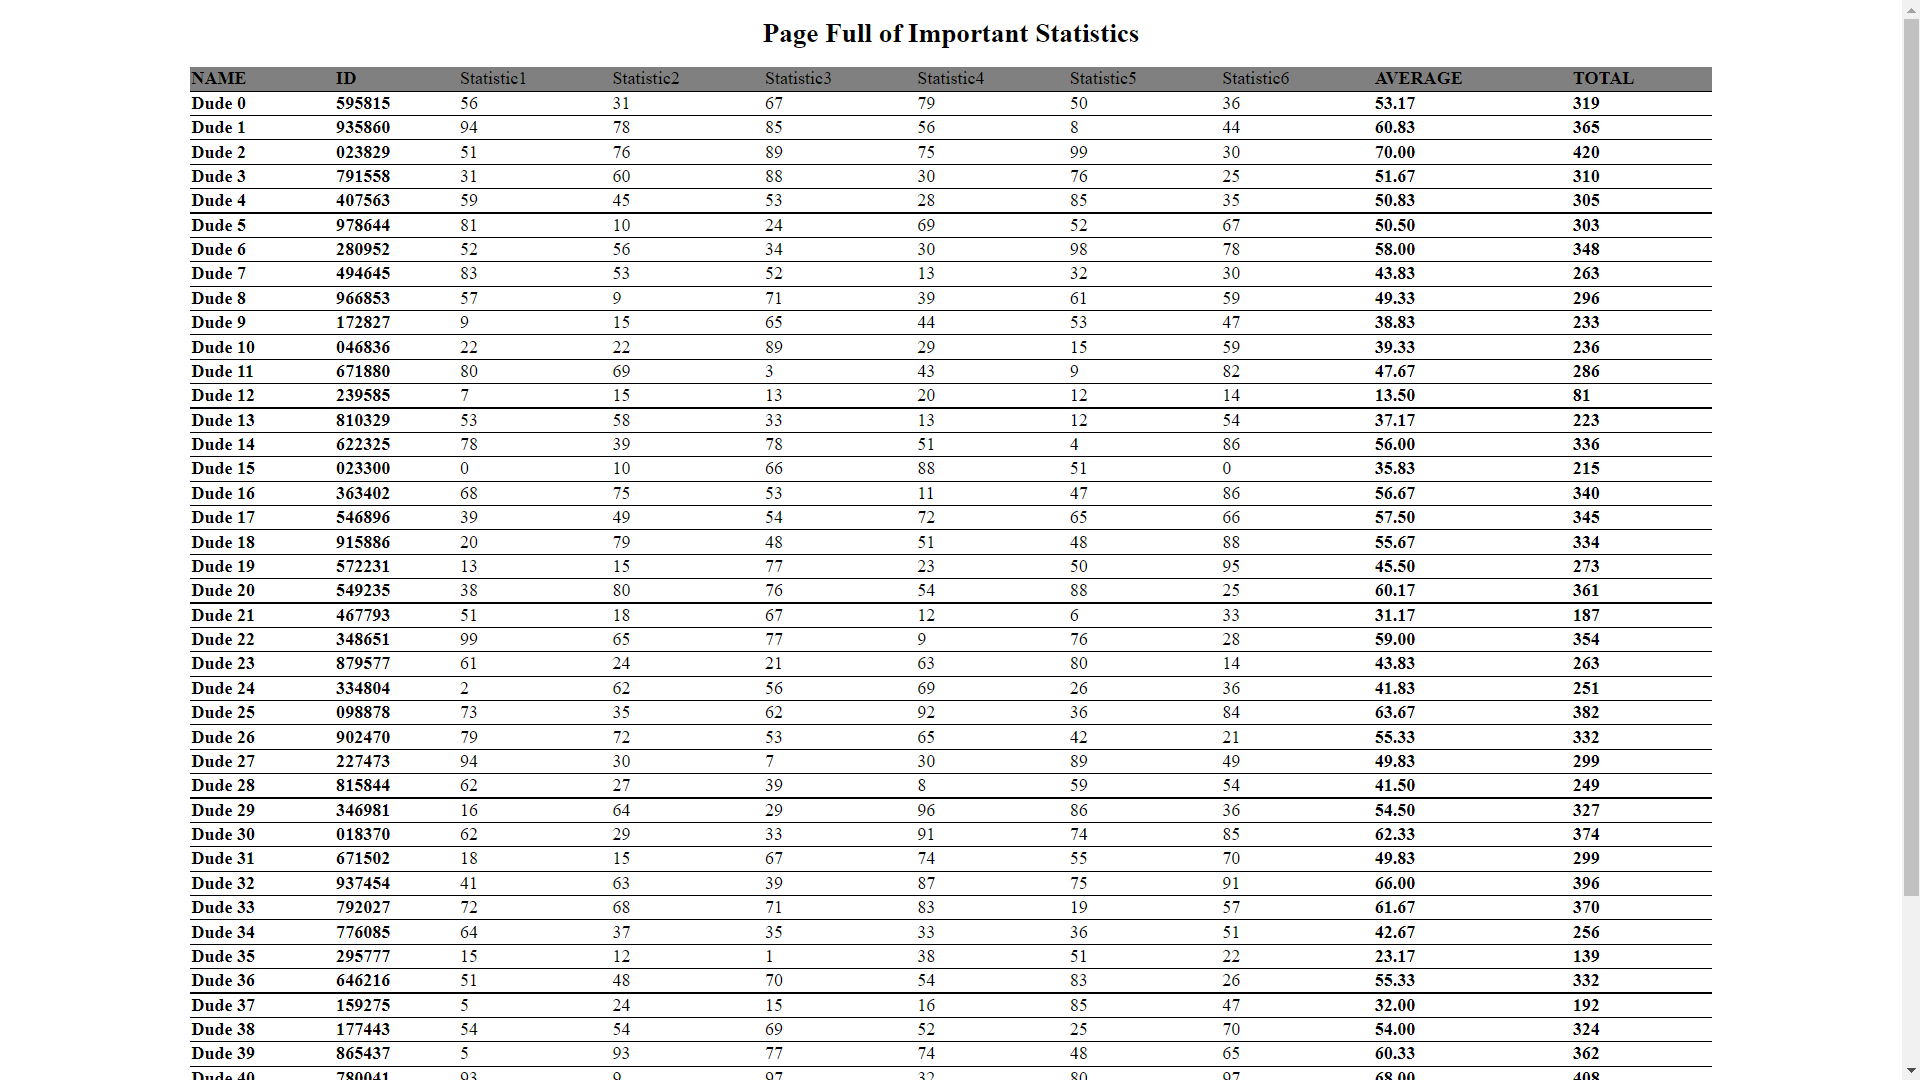 Page Full of Important Statistics
NAME ID Statistic1 Statistic2 Statistic3 Statistic4 Statistic5 Statistic6 AVERAGE TOTAL
Dude 0 595815 56 31 67 79 50 36 53.17 319
Dude 1 935860 94 78 85 56 8 44 60.83 365
Dude 2 023829 51 76 89 75 99 30 70.00 420
Dude 3 791558 31 60 88 30 76 25 51.67 310
Dude 4 407563 59 45 53 28 85 35 50.83 305
Dude 5 978644 81 10 24 69 52 67 50.50 303
Dude 6 280952 52 56 34 30 98 78 58.00 348
Dude 7 494645 83 53 52 13 32 30 43.83 263
Dude 8 966853 57 9 71 39 61 59 49.33 296
Dude 9 172827 9 15 65 44 53 47 38.83 233
Dude 10 046836 22 22 89 29 15 59 39.33 236
Dude 11 671880 80 69 3 43 9 82 47.67 286
Dude 12 239585 7 15 13 20 12 14 13.50 81
Dude 13 810329 53 58 33 13 12 54 37.17 223
Dude 14 622325 78 39 78 51 4 86 56.00 336
Dude 15 023300 0 10 66 88 51 0 35.83 215
Dude 16 363402 68 75 53 11 47 86 56.67 340
Dude 17 546896 39 49 54 72 65 66 57.50 345
Dude 18 915886 20 79 48 51 48 88 55.67 334
Dude 19 572231 13 15 77 23 50 95 45.50 273
Dude 20 549235 38 80 76 54 88 25 60.17 361
Dude 21 467793 51 18 67 12 6 33 31.17 187
Dude 22 348651 99 65 77 9 76 28 59.00 354
Dude 23 879577 61 24 21 63 80 14 43.83 263
Dude 24 334804 2 62 56 69 26 36 41.83 251
Dude 25 098878 73 35 62 92 36 84 63.67 382
Dude 26 902470 79 72 53 65 42 21 55.33 332
Dude 27 227473 94 30 7 30 89 49 49.83 299
Dude 28 815844 62 27 39 8 59 54 41.50 249
Dude 29 346981 16 64 29 96 86 36 54.50 327
Dude 30 018370 62 29 33 91 74 85 62.33 374
Dude 31 671502 18 15 67 74 55 70 49.83 299
Dude 32 937454 41 63 39 87 75 91 66.00 396
Dude 33 792027 72 68 71 83 19 57 61.67 370
Dude 34 776085 64 37 35 33 36 51 42.67 256
Dude 35 295777 15 12 1 38 51 22 23.17 139
Dude 36 646216 51 48 70 54 83 26 55.33 332
Dude 37 159275 5 24 15 16 85 47 32.00 192
Dude 38 177443 54 54 69 52 25 70 54.00 324
Dude 39 865437 5 93 77 74 48 65 60.33 362
Dude 40 780041 93 9 97 32 80 97 68.00 408